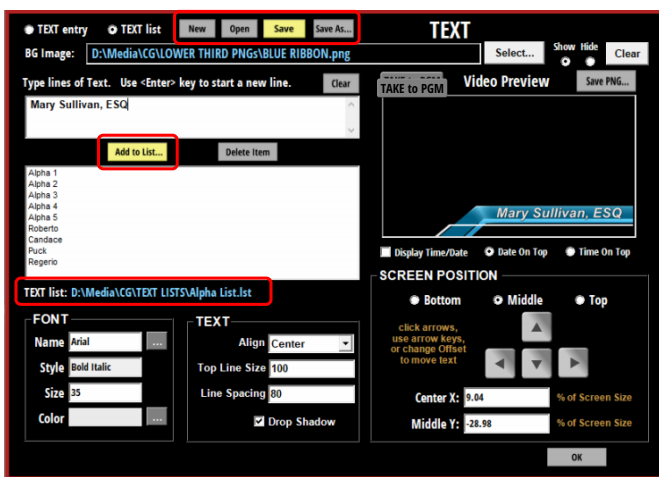 TEXT entry TEXT list New Open Save Save As... TEXT
BG Image: D:\Media\CG\LOWER THIRD PNGs\BLUE RIBBON.png Select... Show Hide Clear
Type lines of Text. Use <Enter> key to start a new line. Clear
TAKE to PGM
TAKE to PGM
Video Preview Save PNG...
Mary Sullivan, ESQ
Add to List... Delete Item
Alpha 1
Alpha 2
Alpha 3
Alpha 4
Alpha 5
Roberto
Candace
Puck
Regerio
Mary Sullivan, ESQ
Display Time/Date Date On Top Time On Top
TEXT list: D:\Media\CG\TEXT LISTS\Alpha List.lst
FONT
Name Arial ...
Style Bold Italic
Size 35
Color ...
TEXT
Align Center
Top Line Size 100
Line Spacing 80
Drop Shadow
SCREEN POSITION
Bottom Middle Top
click arrows,
use arrow keys,
or change Offset
to move text
Center X: 9.04 % of Screen Size
Middle Y: -28.98 % of Screen Size
OK